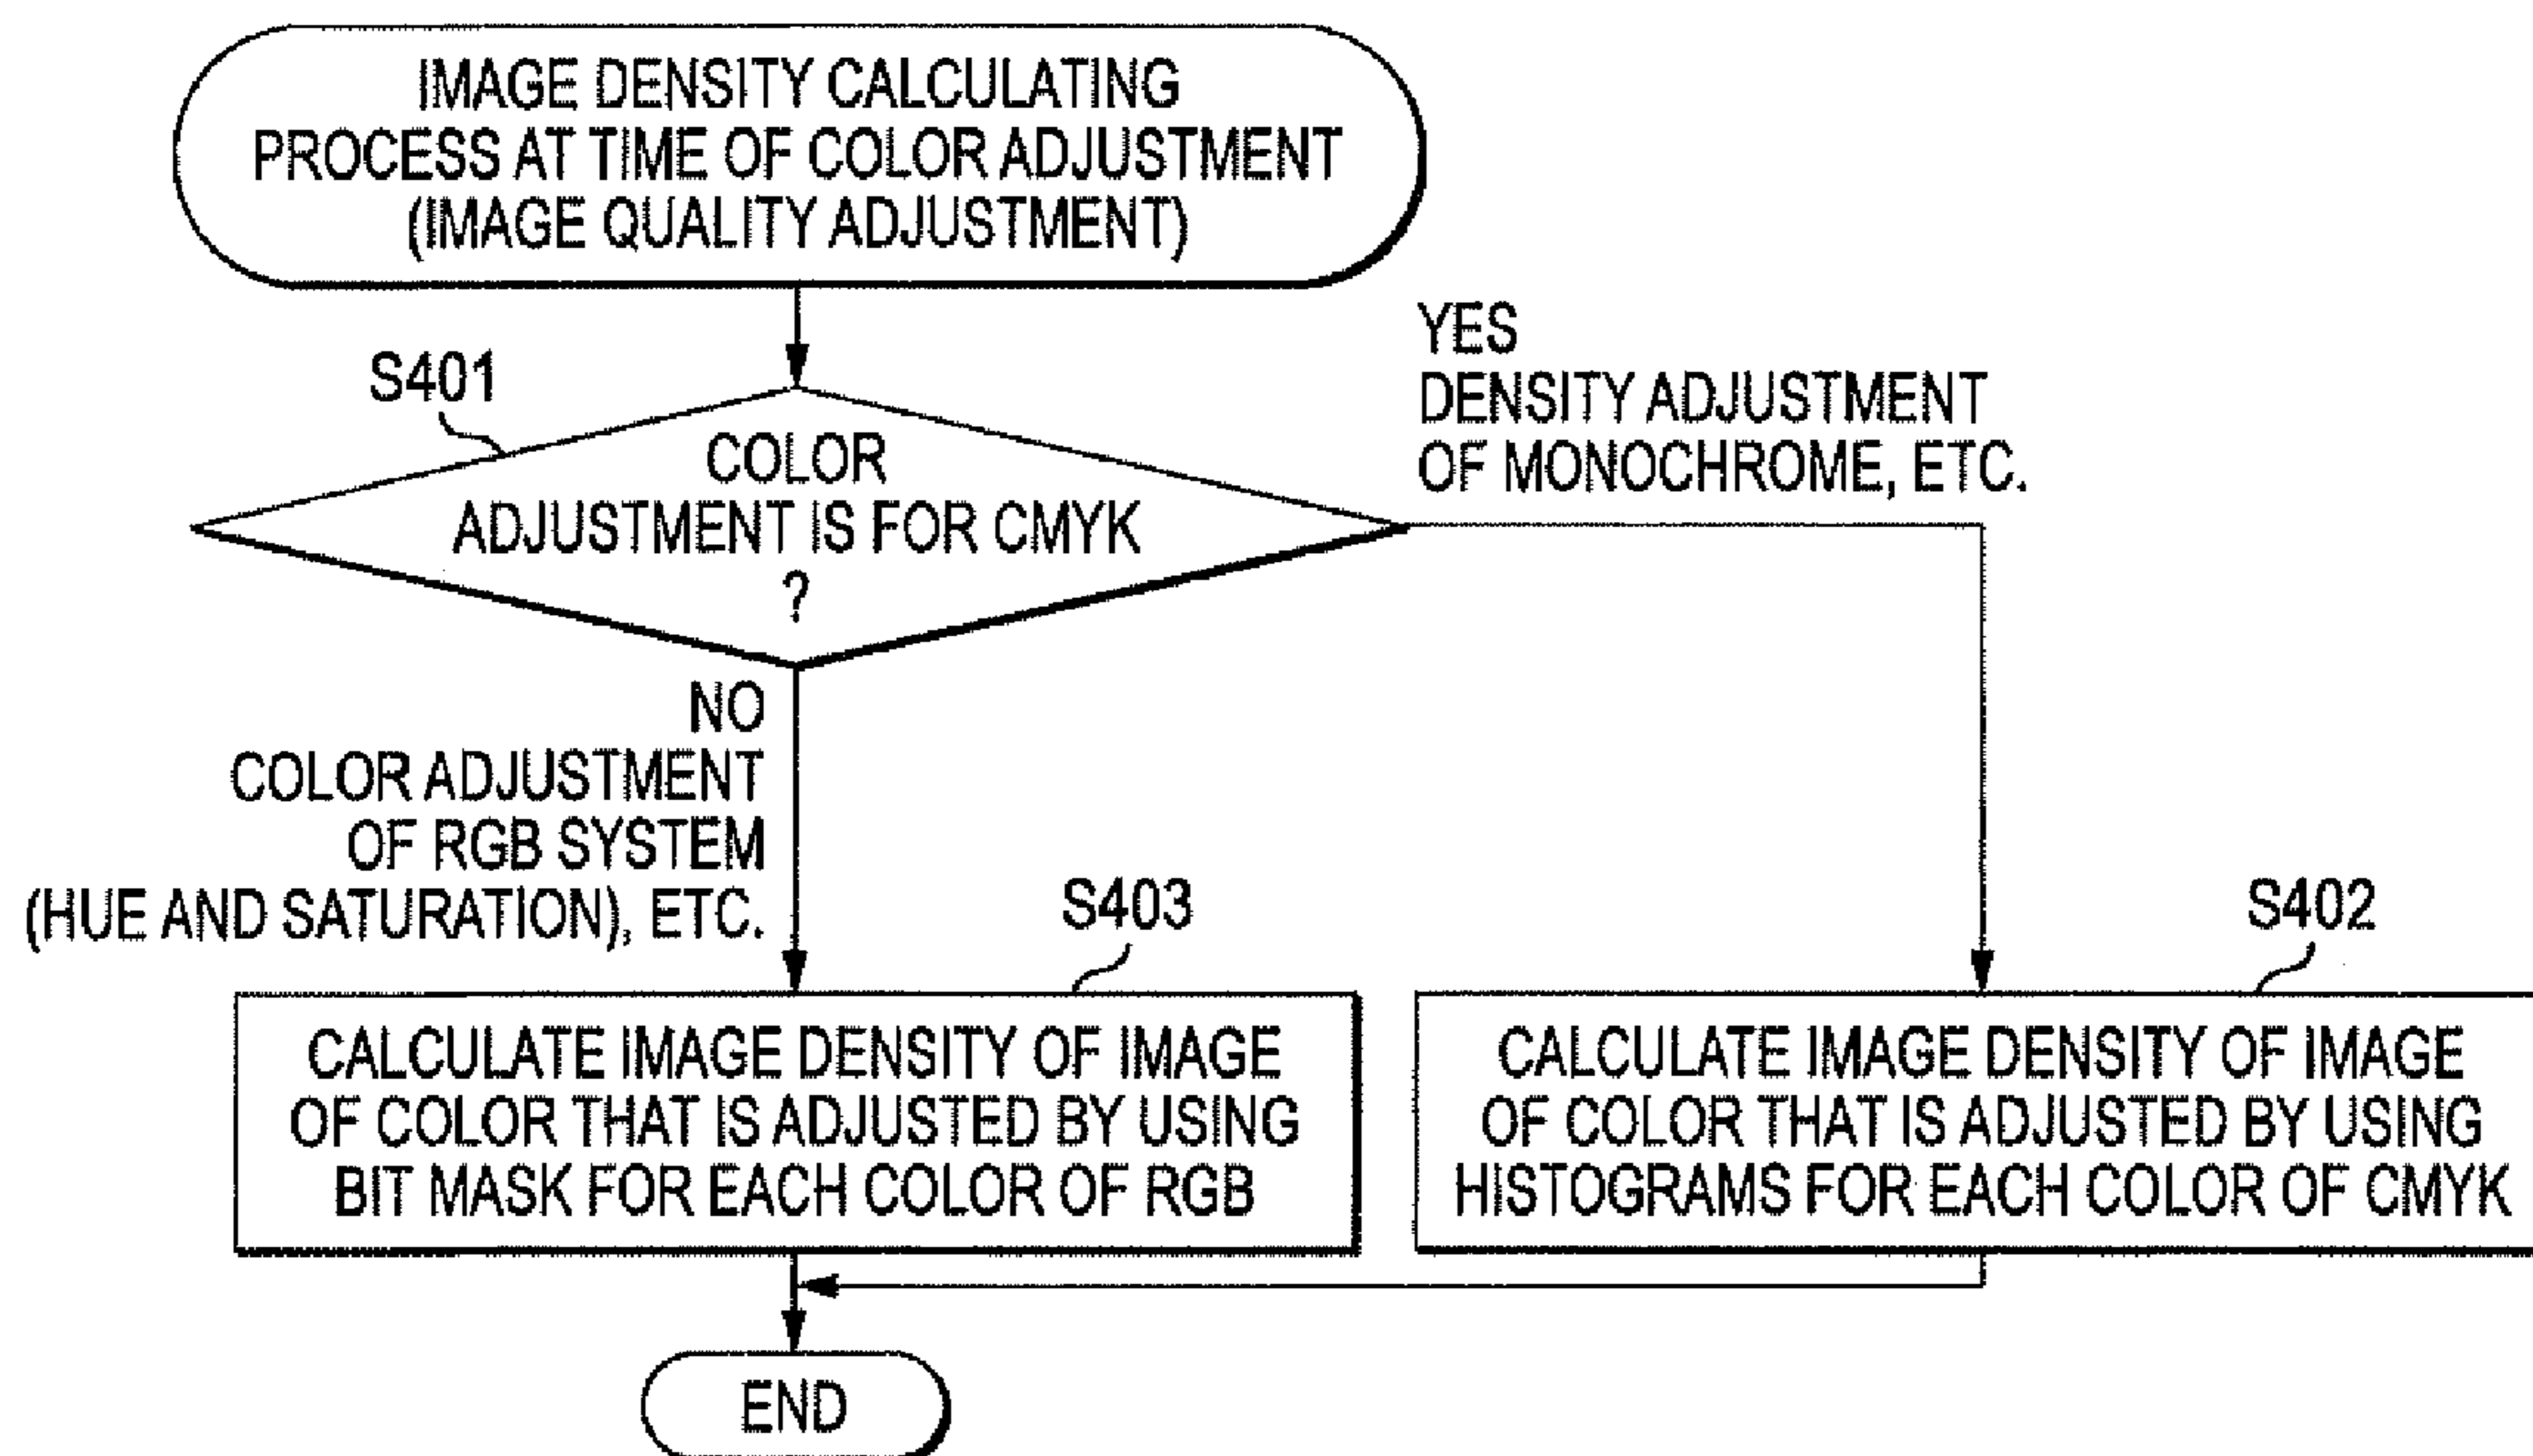 IMAGE DENSITY CALCULATING
PROCESS AT TIME OF COLOR ADJUSTMENT
(IMAGE QUALITY ADJUSTMENT)
S401
COLOR
ADJUSTMENT IS FOR CMYK
?
YES
DENSITY ADJUSTMENT
OF MONOCHROME, ETC.
NO
COLOR ADJUSTMENT
OF RGB SYSTEM
(HUE AND SATURATION), ETC.
S403
CALCULATE IMAGE DENSITY OF IMAGE
OF COLOR THAT IS ADJUSTED BY USING
BIT MASK FOR EACH COLOR OF RGB
S402
CALCULATE IMAGE DENSITY OF IMAGE
OF COLOR THAT IS ADJUSTED BY USING
HISTOGRAMS FOR EACH COLOR OF CMYK
END